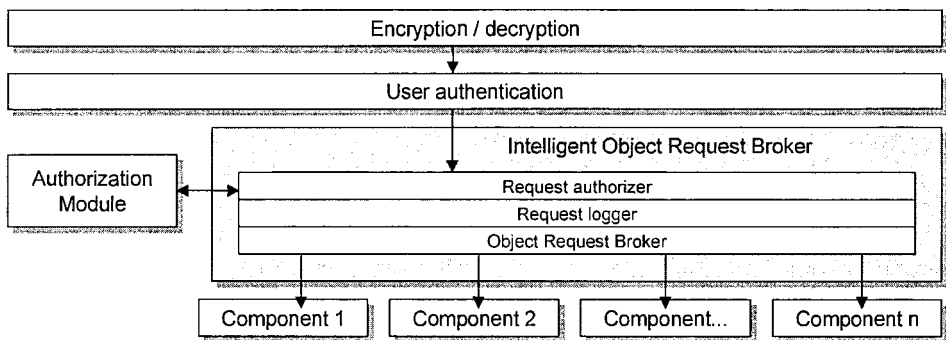 Encryption / decryption
User authentication
Intelligent Object Request Broker
Authorization
Module
Request authorizer
Request logger
Object Request Broker
Component 1
Component 2
Component...
Component n